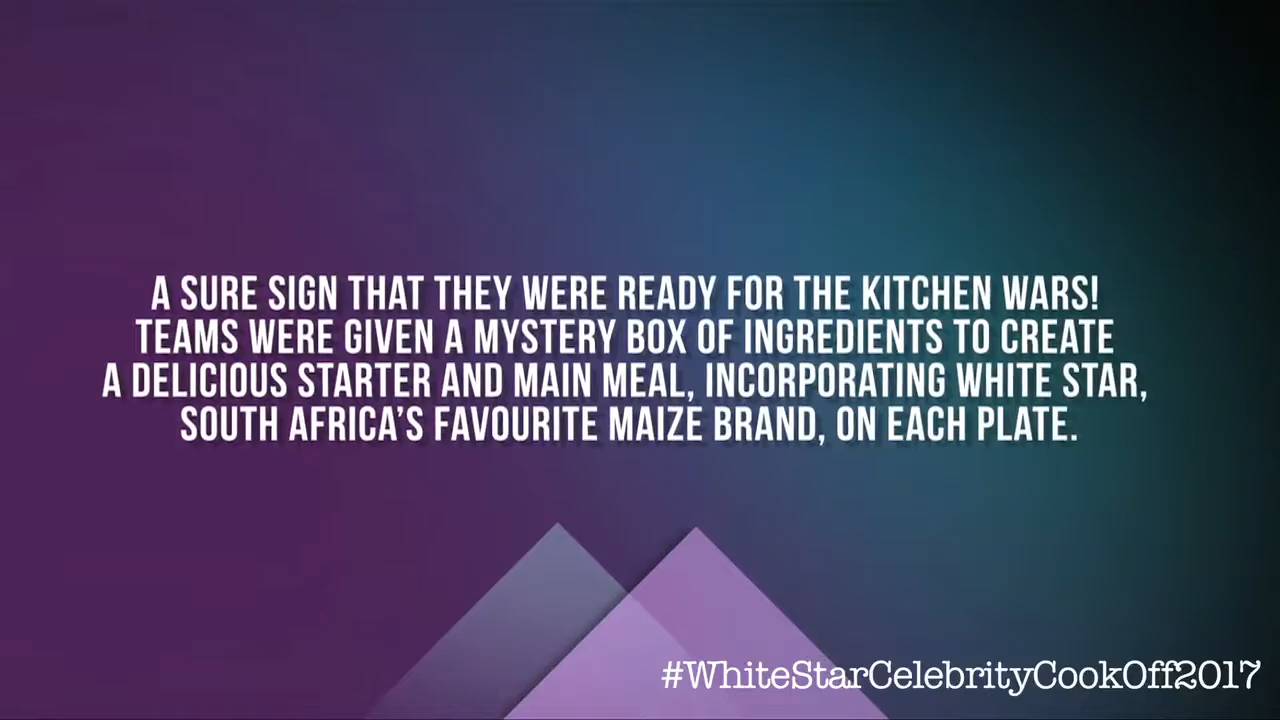 A SURE SIGN THAT THEY WERE READY FOR THE KITCHEN WARS!
TEAMS WERE GIVEN A MYSTERY BOX OF INGREDIENTS TO CREATE
A DELICIOUS STARTER AND MAIN MEAL, INCORPORATING WHITE STAR,
SOUTH AFRICA’S FAVOURITE MAIZE BRAND, ON EACH PLATE.
#WhiteStarCelebrityCookOff2017